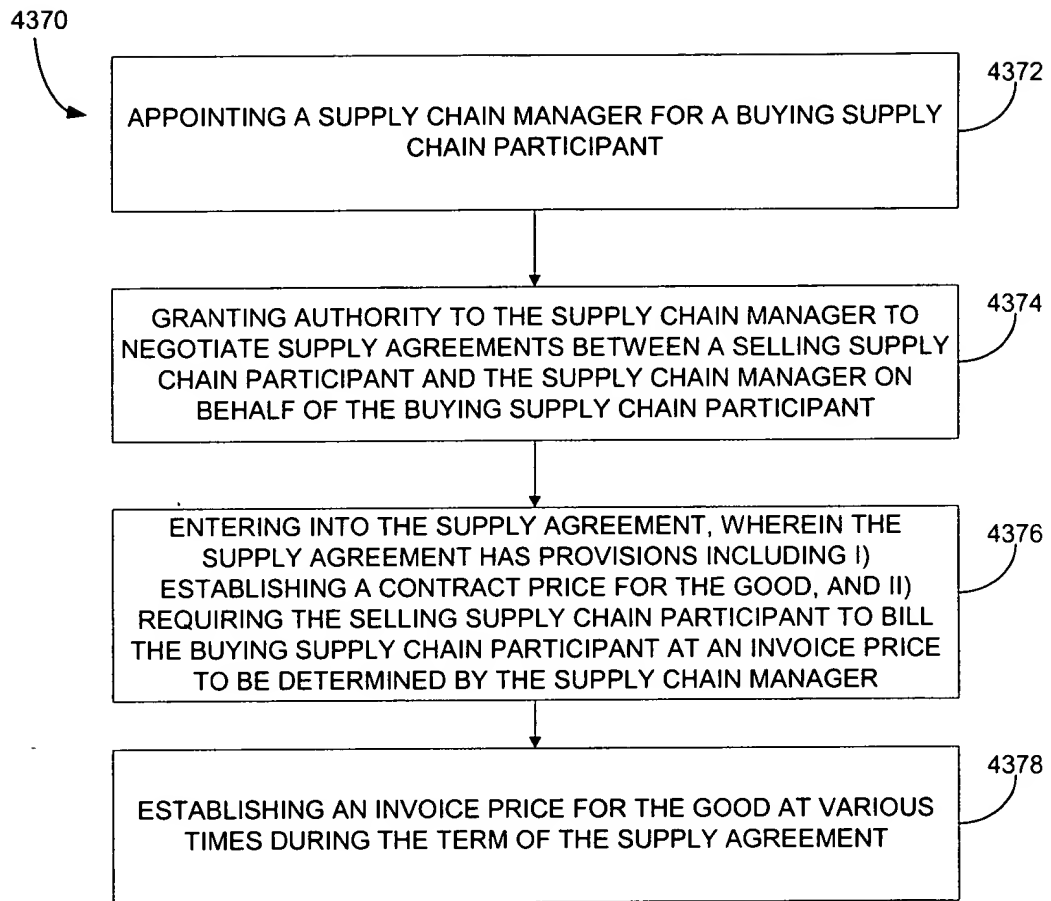 4370
4372
APPOINTING A SUPPLY CHAIN MANAGER FOR A BUYING SUPPLY
CHAIN PARTICIPANT
4374
GRANTING AUTHORITY TO THE SUPPLY CHAIN MANAGER TO
NEGOTIATE SUPPLY AGREEMENTS BETWEEN A SELLING SUPPLY
CHAIN PARTICIPANT AND THE SUPPLY CHAIN MANAGER ON
BEHALF OF THE BUYING SUPPLY CHAIN PARTICIPANT
4376
ENTERING INTO THE SUPPLY AGREEMENT, WHEREIN THE
SUPPLY AGREEMENT HAS PROVISIONS INCLUDING I)
ESTABLISHING A CONTRACT PRICE FOR THE GOOD, AND II)
REQUIRING THE SELLING SUPPLY CHAIN PARTICIPANT TO BILL
THE BUYING SUPPLY CHAIN PARTICIPANT AT AN INVOICE PRICE
TO BE DETERMINED BY THE SUPPLY CHAIN MANAGER
4378
ESTABLISHING AN INVOICE PRICE FOR THE GOOD AT VARIOUS
TIMES DURING THE TERM OF THE SUPPLY AGREEMENT